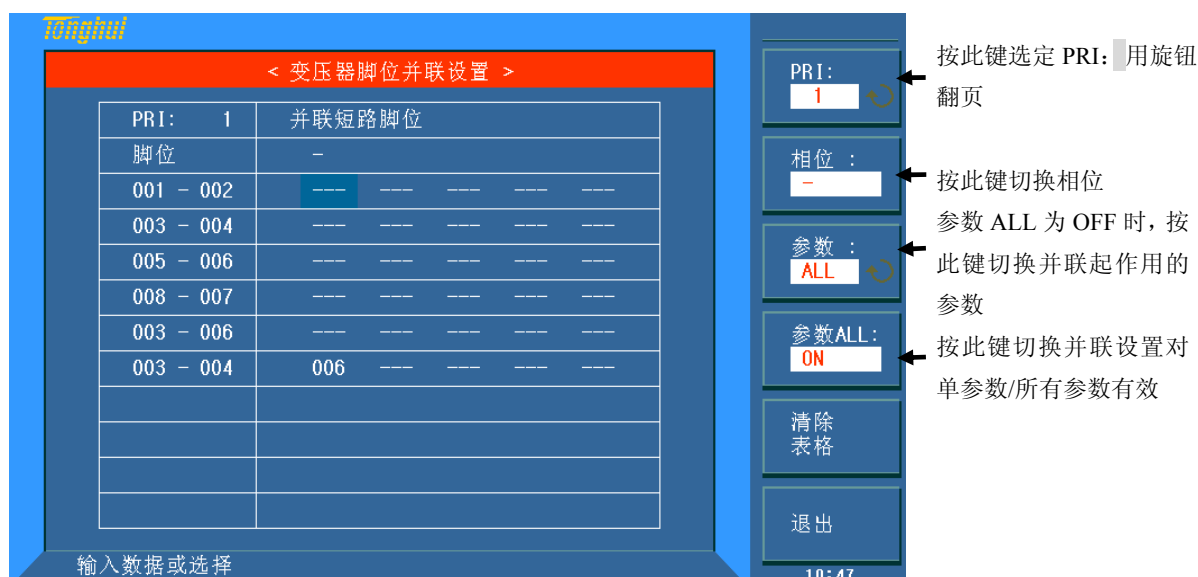 Tonghui
< 变压器脚位并联设置 >
PRI: 1 并联短路脚位
脚位 -
001 - 002 --- --- --- --- ---
003 - 004 --- --- --- --- ---
005 - 006 --- --- --- --- ---
008 - 007 --- --- --- --- ---
003 - 006 --- --- --- --- ---
003 - 004 006 --- --- --- ---
输入数据或选择
PRI:
1
相位 :
-
参数 :
ALL
参数ALL:
ON
清除
表格
退出
10:47
按此键选定 PRI: 用旋钮
翻页
按此键切换相位
参数 ALL 为 OFF 时，按
此键切换并联起作用的
参数
按此键切换并联设置对
单参数/所有参数有效